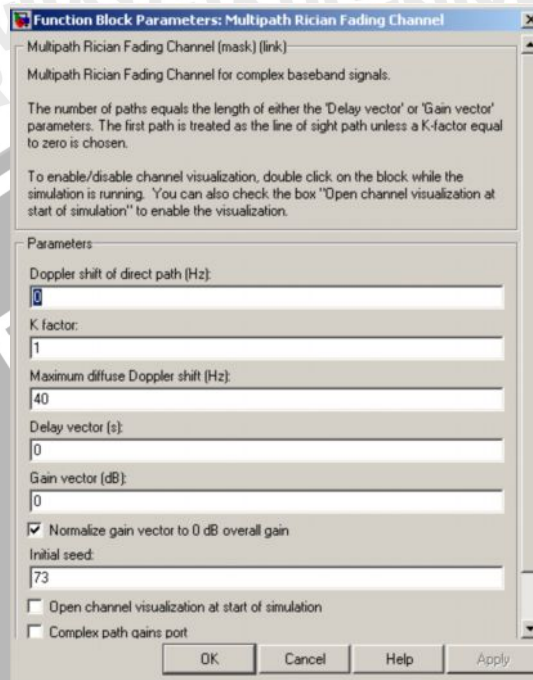 Function Block Parameters: Multipath Rician Fading Channel
Multipath Rician Fading Channel (mask) (link)
Multipath Rician Fading Channel for complex baseband signals.
The number of paths equals the length of either the 'Delay vector' or 'Gain vector'
parameters. The first path is treated as the line of sight path unless a K-factor equal
to zero is chosen.
To enable/disable channel visualization, double click on the block while the
simulation is running. You can also check the box "Open channel visualization at
start of simulation" to enable the visualization.
Parameters
Doppler shift of direct path (Hz):
0
K factor:
1
Maximum diffuse Doppler shift (Hz):
40
Delay vector (s):
0
Gain vector (dB):
0
Normalize gain vector to 0 dB overall gain
Initial seed:
73
Open channel visualization at start of simulation
Complex path gains port
OK Cancel Help Apply